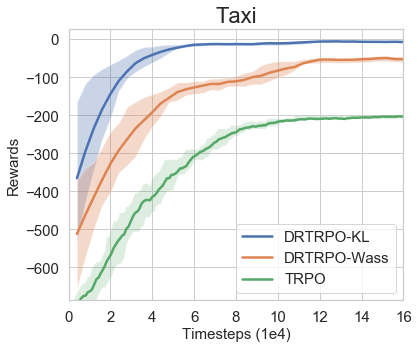 Taxi
0
−100
−200
−300
−400
−500
−600
Rewards
DRTRPO-KL
DRTRPO-Wass
TRPO
0 2 4 6 8 10 12 14 16
Timesteps (1e4)